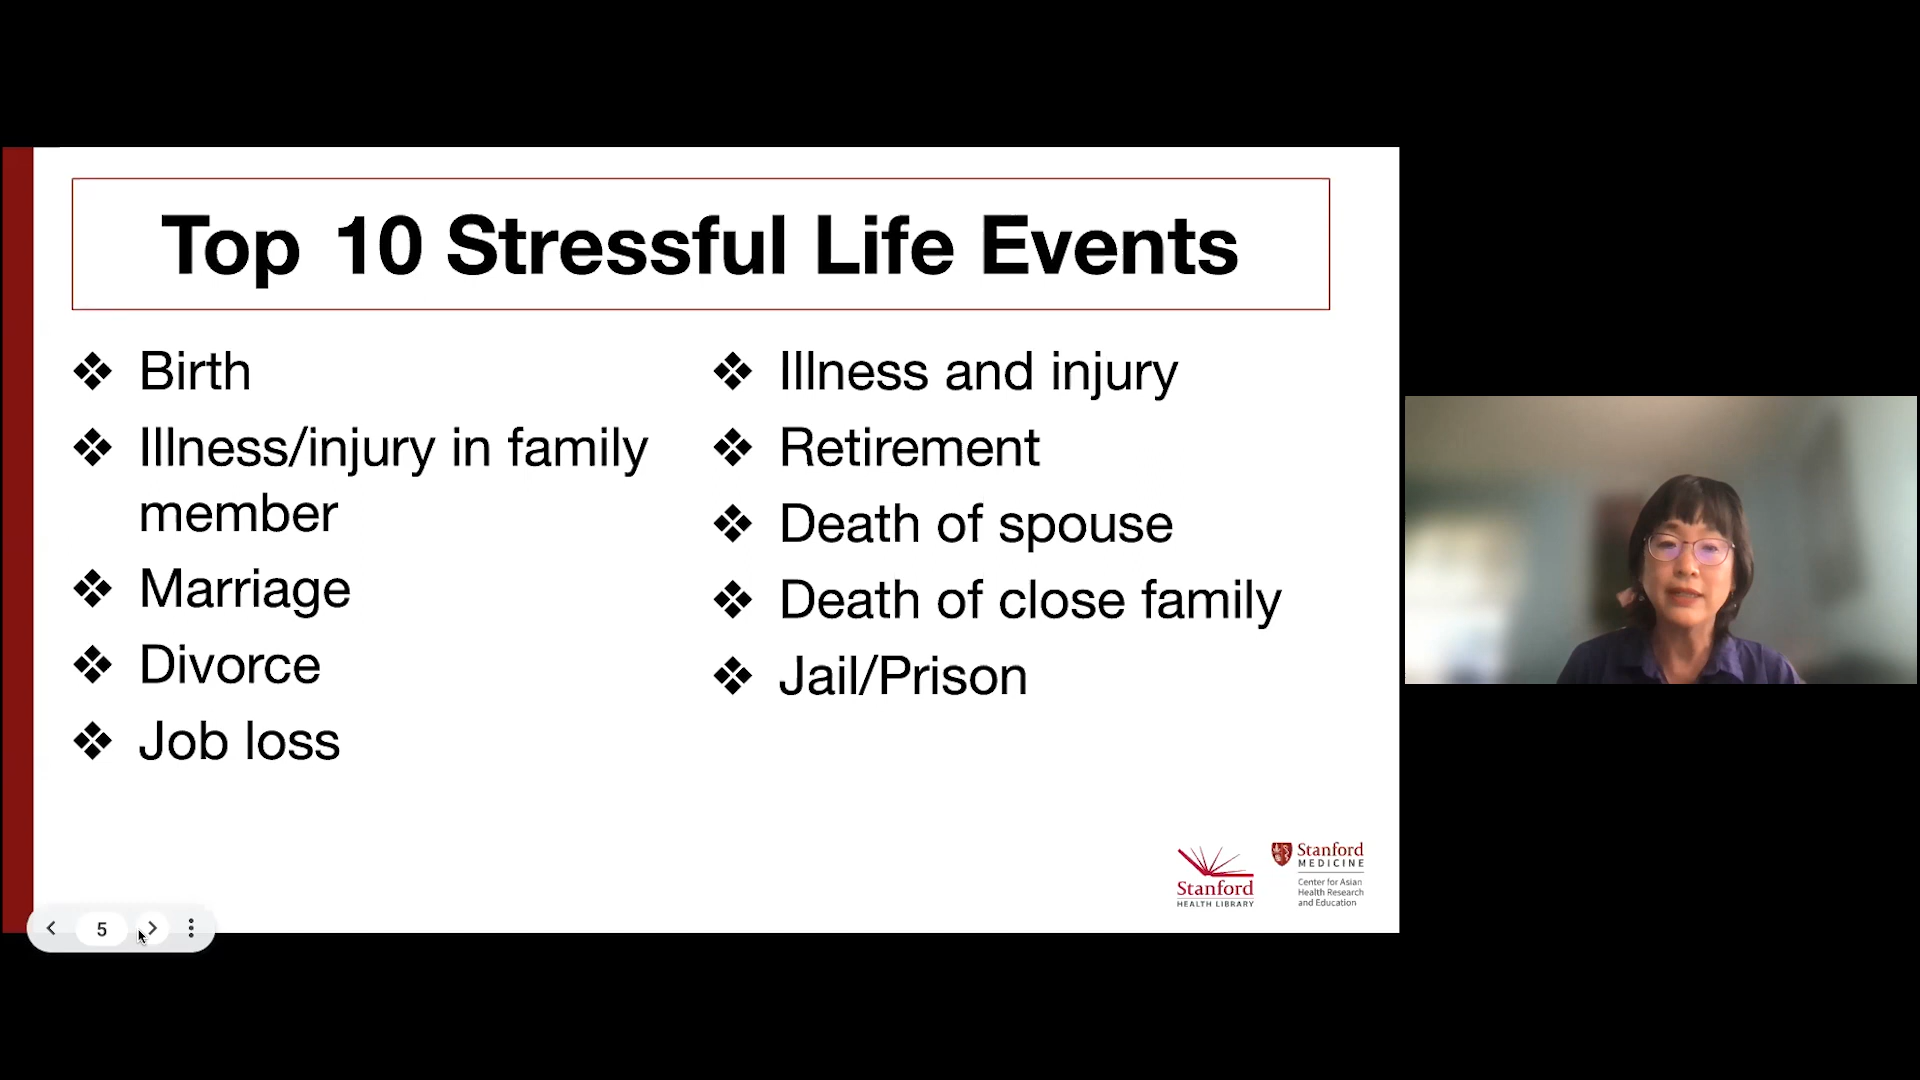 Top 10 Stressful Life Events
❖ Birth
❖ Illness/injury in family
member
❖ Marriage
❖ Divorce
❖ Job loss
❖ Illness and injury
❖ Retirement
❖ Death of spouse
❖ Death of close family
❖ Jail/Prison
Stanford
HEALTH LIBRARY
Stanford
MEDICINE
Center for Asian
Health Research
and Education
5